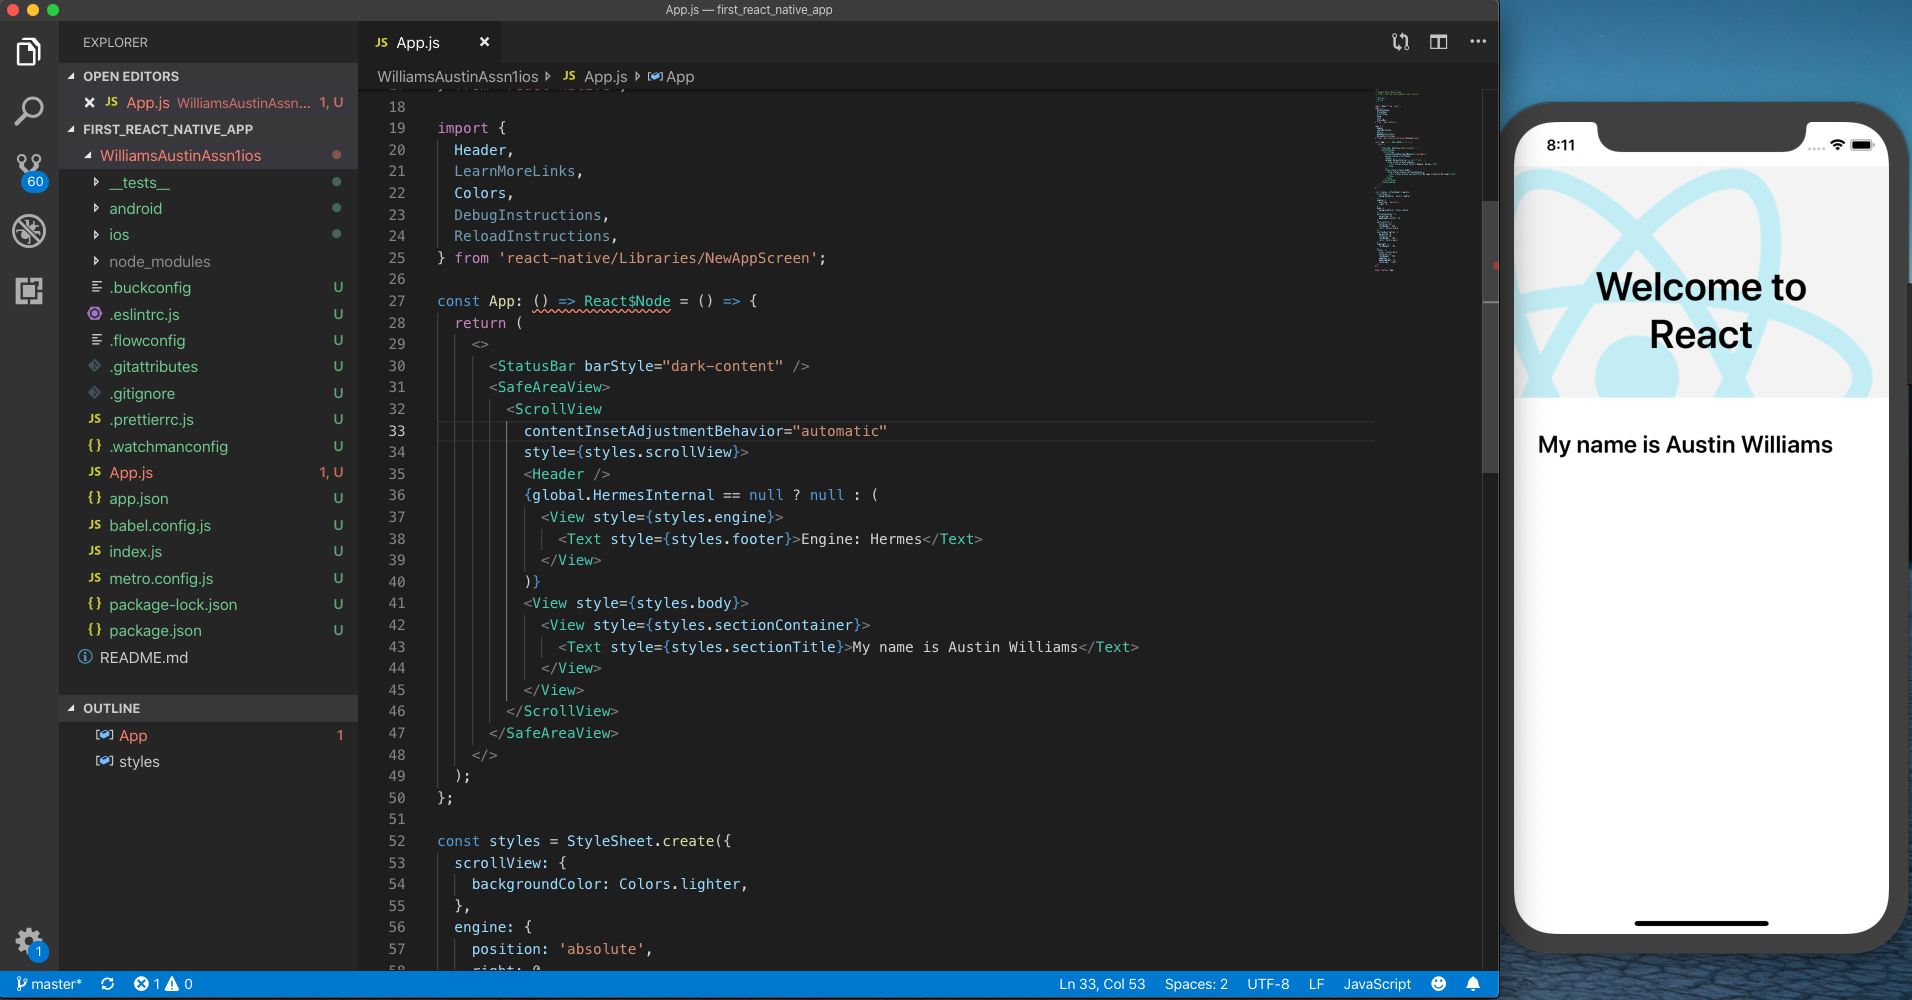 App.js — first_react_native_app
EXPLORER
OPEN EDITORS
JS App.js WilliamsAustinAssn... 1, U
FIRST_REACT_NATIVE_APP
WilliamsAustinAssn1ios
__tests__
android
ios
node_modules
.buckconfig U
.eslintrc.js U
.flowconfig U
.gitattributes U
.gitignore U
JS .prettierrc.js U
{} .watchmanconfig U
JS App.js 1, U
{} app.json U
JS babel.config.js U
JS index.js U
JS metro.config.js U
{} package-lock.json U
{} package.json U
README.md
OUTLINE
App 1
styles
60
1
JS App.js
WilliamsAustinAssn1ios JS App.js App
18
19 import {
20 Header,
21 LearnMoreLinks,
22 Colors,
23 DebugInstructions,
24 ReloadInstructions,
25 } from 'react-native/Libraries/NewAppScreen';
26
27 const App: () => React$Node = () => {
28 return (
29 <>
30 <StatusBar barStyle="dark-content" />
31 <SafeAreaView>
32 <ScrollView
33 contentInsetAdjustmentBehavior="automatic"
34 style={styles.scrollView}>
35 <Header />
36 {global.HermesInternal == null ? null : (
37 <View style={styles.engine}>
38 <Text style={styles.footer}>Engine: Hermes</Text>
39 </View>
40 )}
41 <View style={styles.body}>
42 <View style={styles.sectionContainer}>
43 <Text style={styles.sectionTitle}>My name is Austin Williams</Text>
44 </View>
45 </View>
46 </ScrollView>
47 </SafeAreaView>
48 </>
49 );
50 };
51
52 const styles = StyleSheet.create({
53 scrollView: {
54 backgroundColor: Colors.lighter,
55 },
56 engine: {
57 position: 'absolute',
master* 1 0
Ln 33, Col 53 Spaces: 2 UTF-8 LF JavaScript
8:11
Welcome to
React
My name is Austin Williams